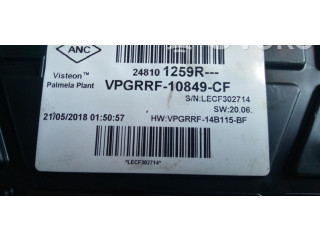 ANC
Visteon™
Palmela Plant
24810 1259R---
VPGRRF-10849-CF
S/N:LECF302714
SW:20.06.
21/05/2018 01:50:57
HW:VPGRRF-14B115-BF
*LECF302714*